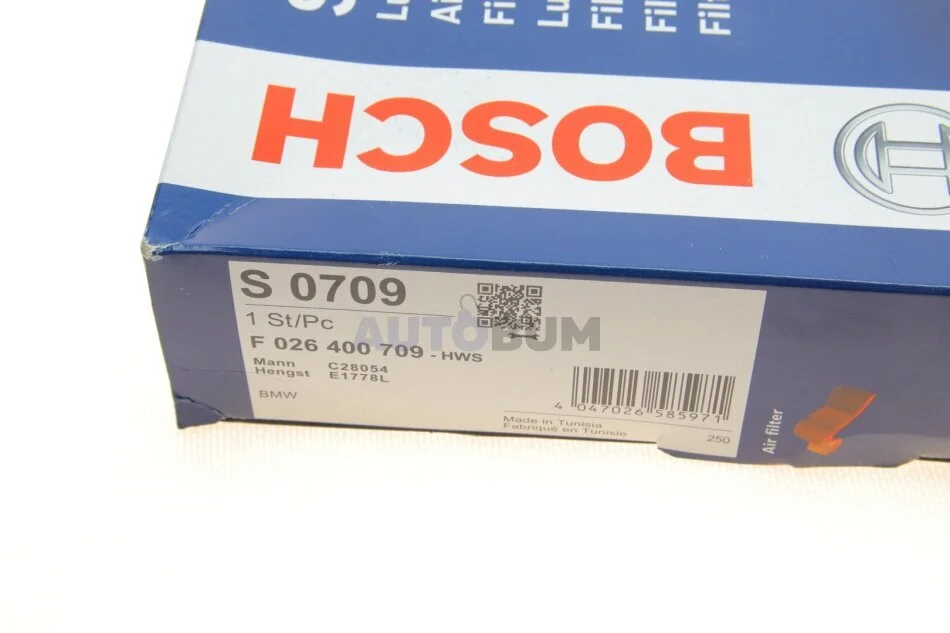 BOSCH
S 0709
1 St/Pc
F 026 400 709 - HWS
Mann C28054
Hengst E1778L
BMW
4 047026 585971
Made in Tunisia
Fabriqué en Tunisie
250
Air filter
AUTOBUM